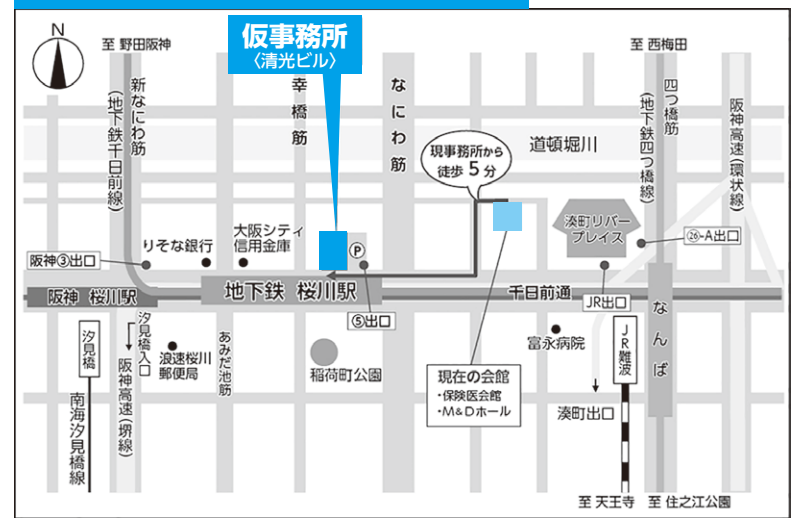 仮事務所
〈清光ビル〉
N
至 野田阪神
至 西梅田
新なにわ筋
(地下鉄千日前線)
幸橋筋
なにわ筋
四つ橋筋
(地下鉄四つ橋線)
阪神高速(環状線)
道頓堀川
現事務所から
徒歩5分
湊町リバー
プレイス
㉖-A出口
大阪シティ
信用金庫
りそな銀行
阪神③出口
P
阪神 桜川駅
地下鉄 桜川駅
千日前通
JR出口
⑤出口
汐見橋
汐見橋入口
阪神高速(堺線)
浪速桜川
郵便局
あみだ池筋
稲荷町公園
現在の会館
・保険医会館
・M&Dホール
富永病院
JR難波
なんば
湊町出口
南海汐見橋線
至 天王寺
至 住之江公園